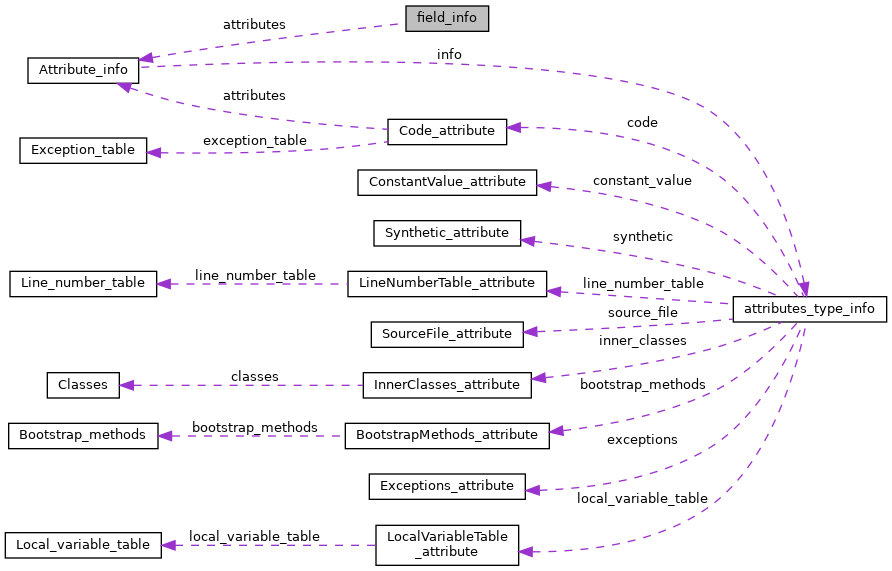 field_info
attributes
info
Attribute_info
attributes
code
Code_attribute
exception_table
Exception_table
ConstantValue_attribute
constant_value
Synthetic_attribute
synthetic
Line_number_table
line_number_table
LineNumberTable_attribute
line_number_table
attributes_type_info
source_file
SourceFile_attribute
inner_classes
Classes
classes
InnerClasses_attribute
bootstrap_methods
Bootstrap_methods
bootstrap_methods
BootstrapMethods_attribute
exceptions
Exceptions_attribute
local_variable_table
Local_variable_table
local_variable_table
LocalVariableTable
_attribute